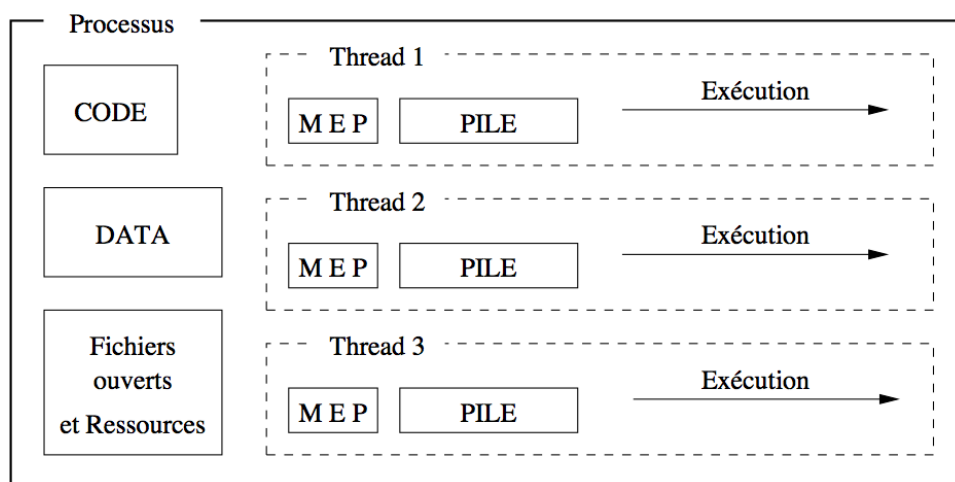 Processus
CODE
DATA
Fichiers
ouverts
et Ressources
Thread 1
M E P
PILE
Exécution
Thread 2
M E P
PILE
Exécution
Thread 3
M E P
PILE
Exécution